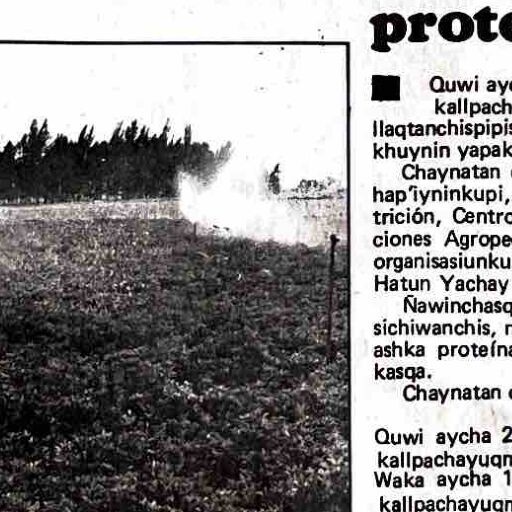 prote
Quwi ayc
kallpach
llaqtanchispipis
khuynin yapak
Chaynatan
hap'iyninkupi,
trición, Centro
ciones Agrope
organisasiunku
Hatun Yachay
Ñawinchasq
sichiwanchis, 
ashka proteína
kasqa.
Chaynatan
Quwi aycha 2
kallpachayuqm
Waka aycha 1
kallpachayuqm